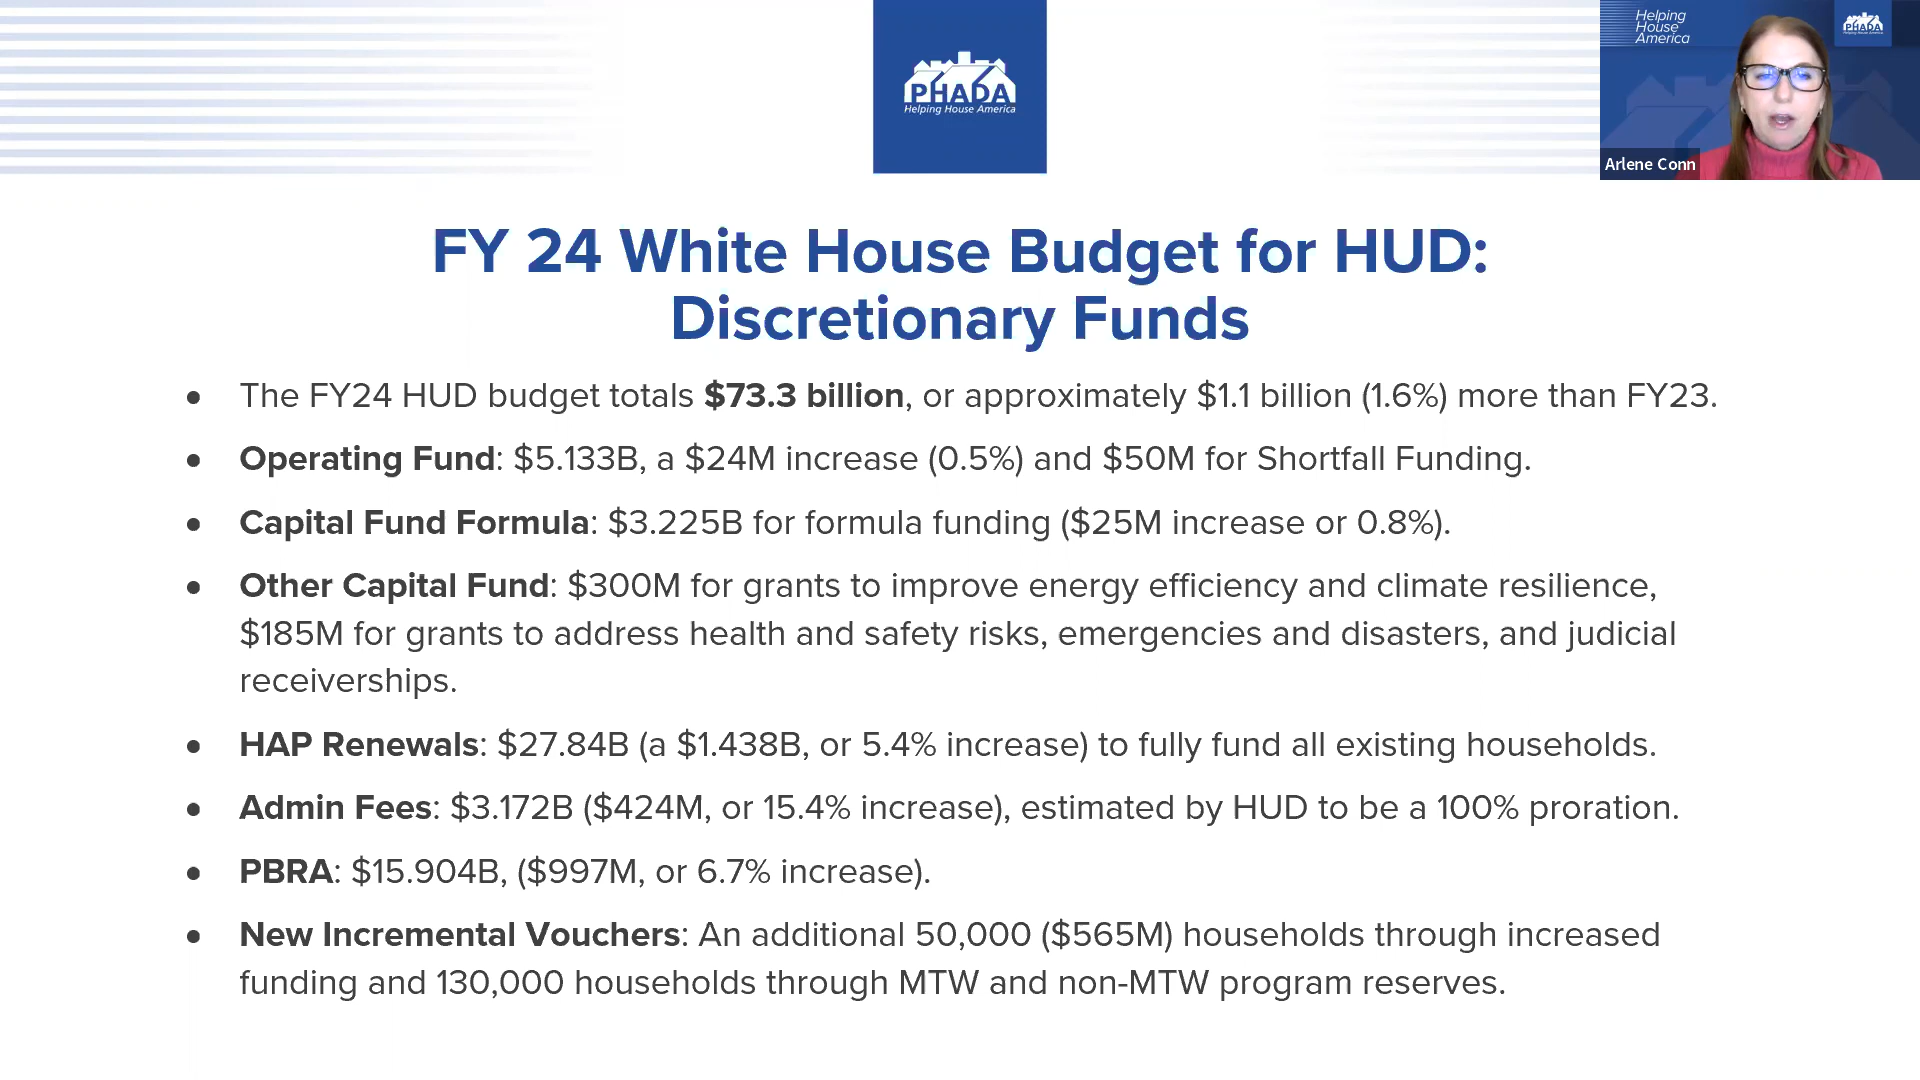 PHADA
Helping House America
Helping
House
America
PHADA
Helping House America
Arlene Conn
FY 24 White House Budget for HUD:
Discretionary Funds
● The FY24 HUD budget totals $73.3 billion, or approximately $1.1 billion (1.6%) more than FY23.
● Operating Fund: $5.133B, a $24M increase (0.5%) and $50M for Shortfall Funding.
● Capital Fund Formula: $3.225B for formula funding ($25M increase or 0.8%).
● Other Capital Fund: $300M for grants to improve energy efficiency and climate resilience,
$185M for grants to address health and safety risks, emergencies and disasters, and judicial
receiverships.
● HAP Renewals: $27.84B (a $1.438B, or 5.4% increase) to fully fund all existing households.
● Admin Fees: $3.172B ($424M, or 15.4% increase), estimated by HUD to be a 100% proration.
● PBRA: $15.904B, ($997M, or 6.7% increase).
● New Incremental Vouchers: An additional 50,000 ($565M) households through increased
funding and 130,000 households through MTW and non-MTW program reserves.